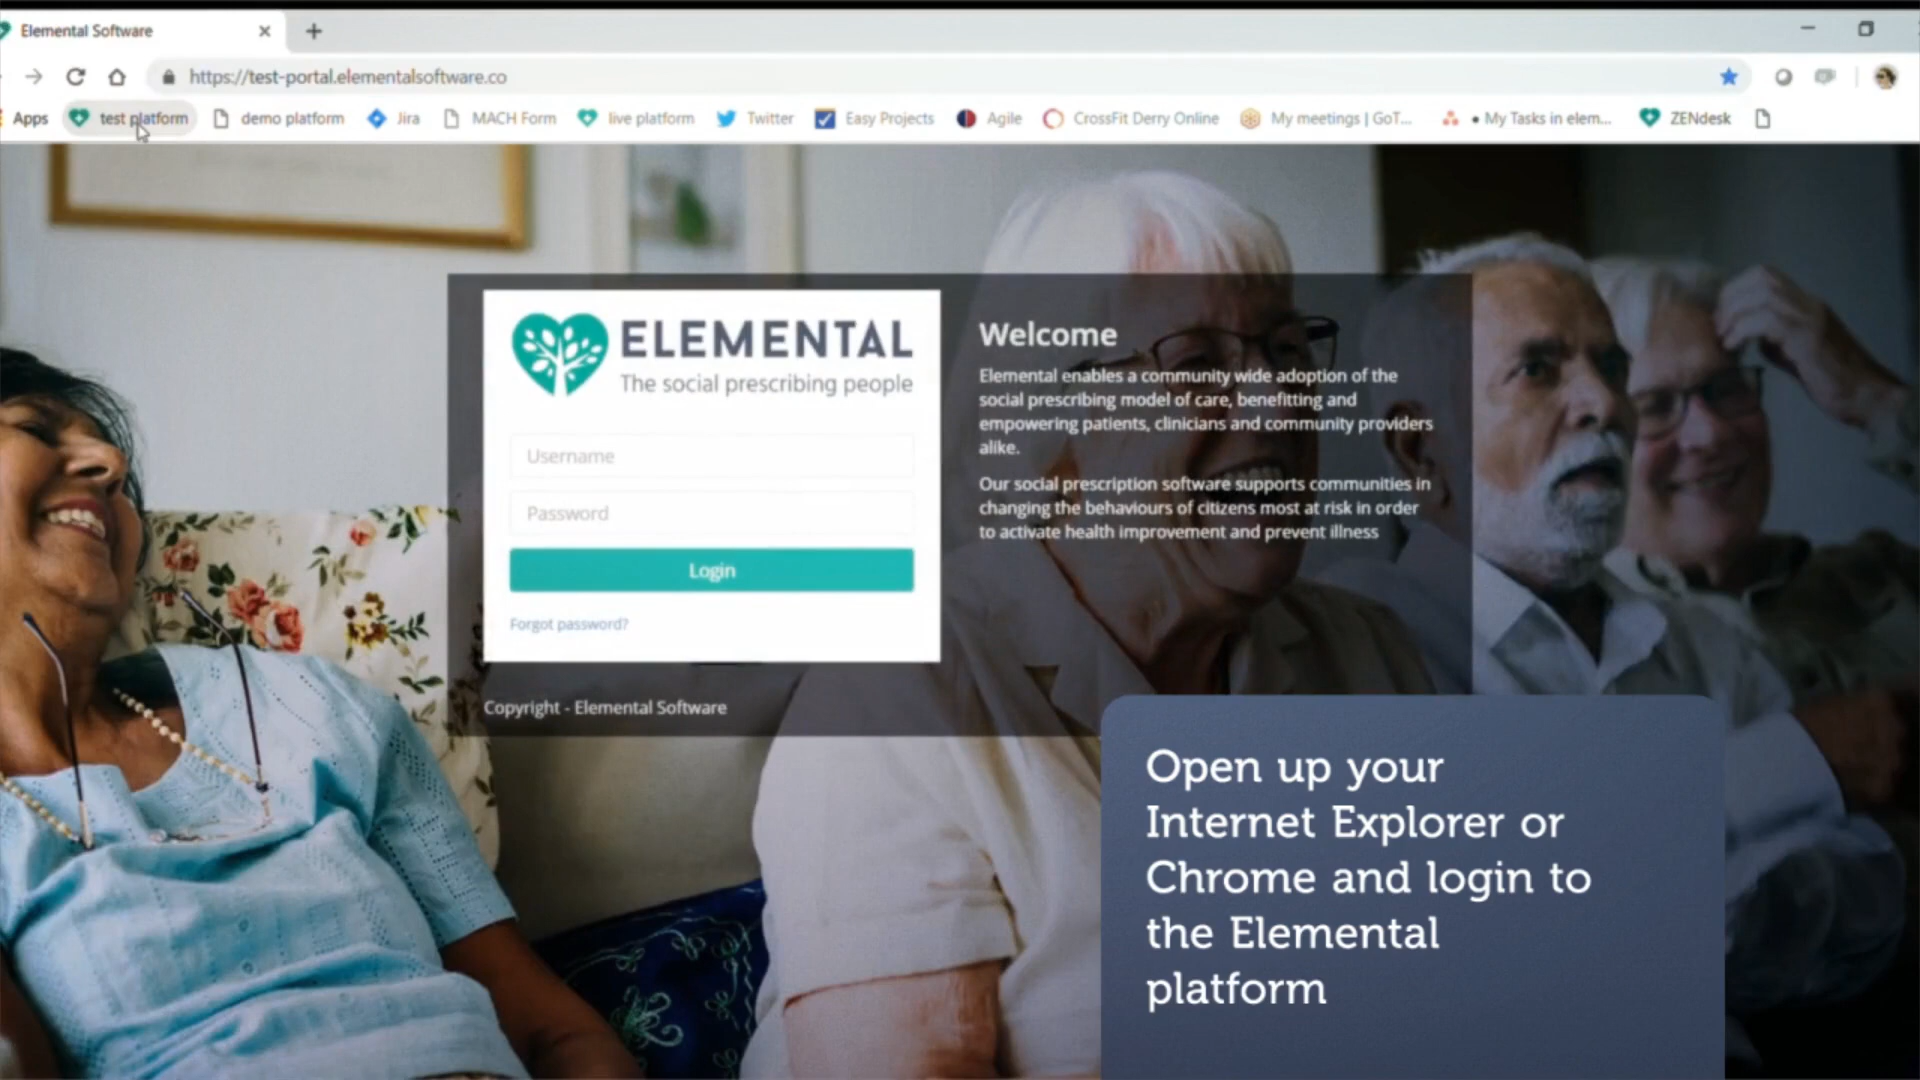 Elemental Software
https://test-portal.elementalsoftware.co
Apps test platform demo platform Jira MACH Form live platform Twitter Easy Projects Agile CrossFit Derry Online My meetings | GoT... • My Tasks in elem... ZENdesk
ELEMENTAL
The social prescribing people
Username
Password
Login
Forgot password?
Copyright - Elemental Software
Welcome
Elemental enables a community wide adoption of the
social prescribing model of care, benefitting and
empowering patients, clinicians and community providers
alike.
Our social prescription software supports communities in
changing the behaviours of citizens most at risk in order
to activate health improvement and prevent illness
Open up your
Internet Explorer or
Chrome and login to
the Elemental
platform